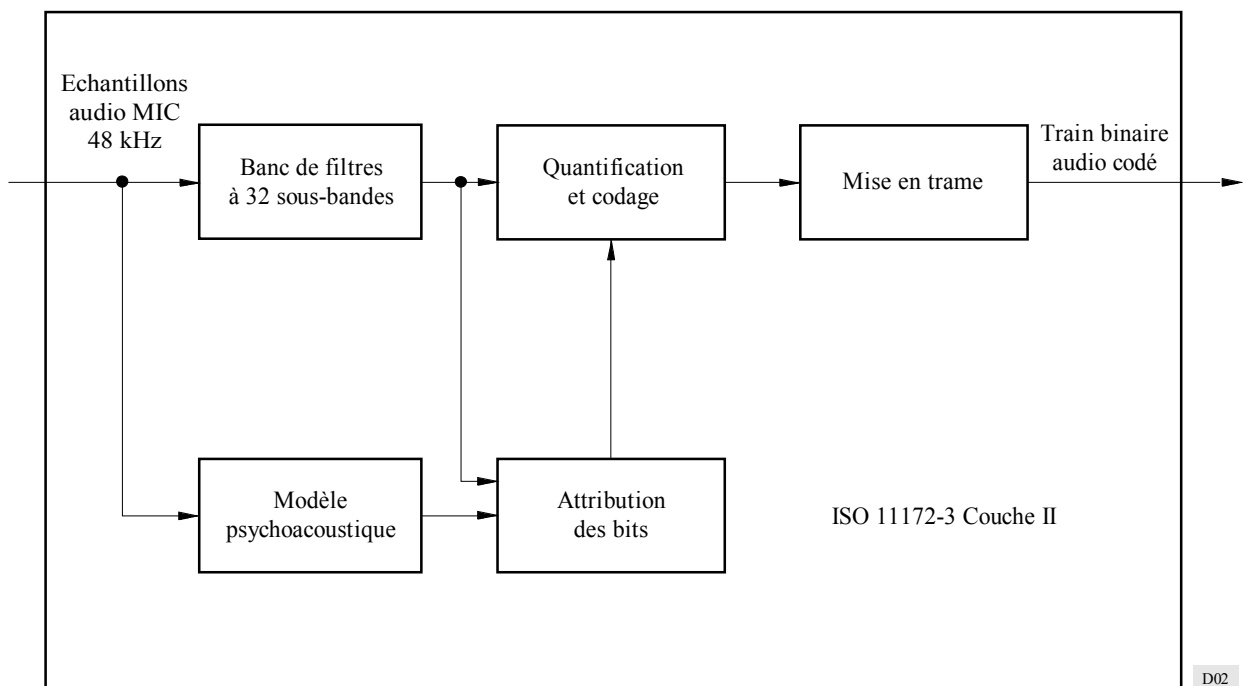 Echantillons
audio MIC
48 kHz
Banc de filtres
à 32 sous-bandes
Quantification
et codage
Mise en trame
Train binaire
audio codé
Modèle
psychoacoustique
Attribution
des bits
ISO 11172-3 Couche II
D02